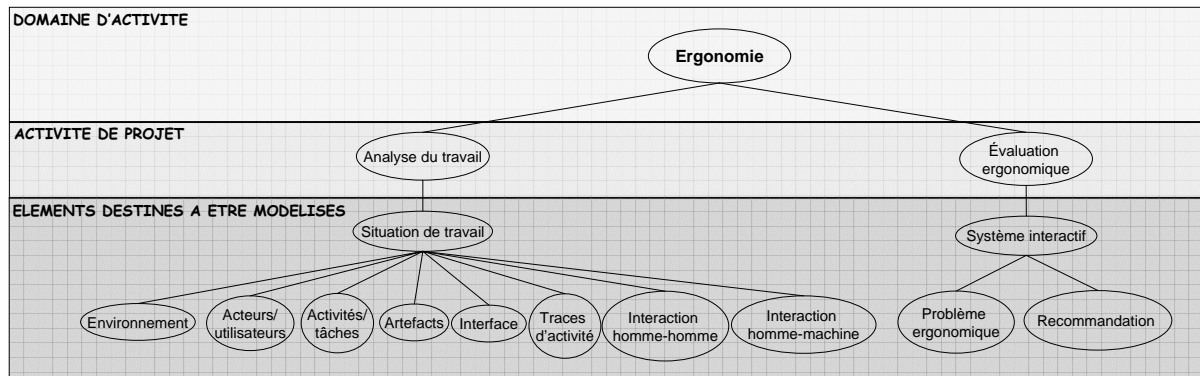 DOMAINE D'ACTIVITE
Ergonomie
ACTIVITE DE PROJET
Analyse du travail
Évaluation
ergonomique
ELEMENTS DESTINES A ETRE MODELISES
Situation de travail
Système interactif
Environnement
Acteurs/
utilisateurs
Activités/
tâches
Artefacts
Interface
Traces
d'activité
Interaction
homme-homme
Interaction
homme-machine
Problème
ergonomique
Recommandation